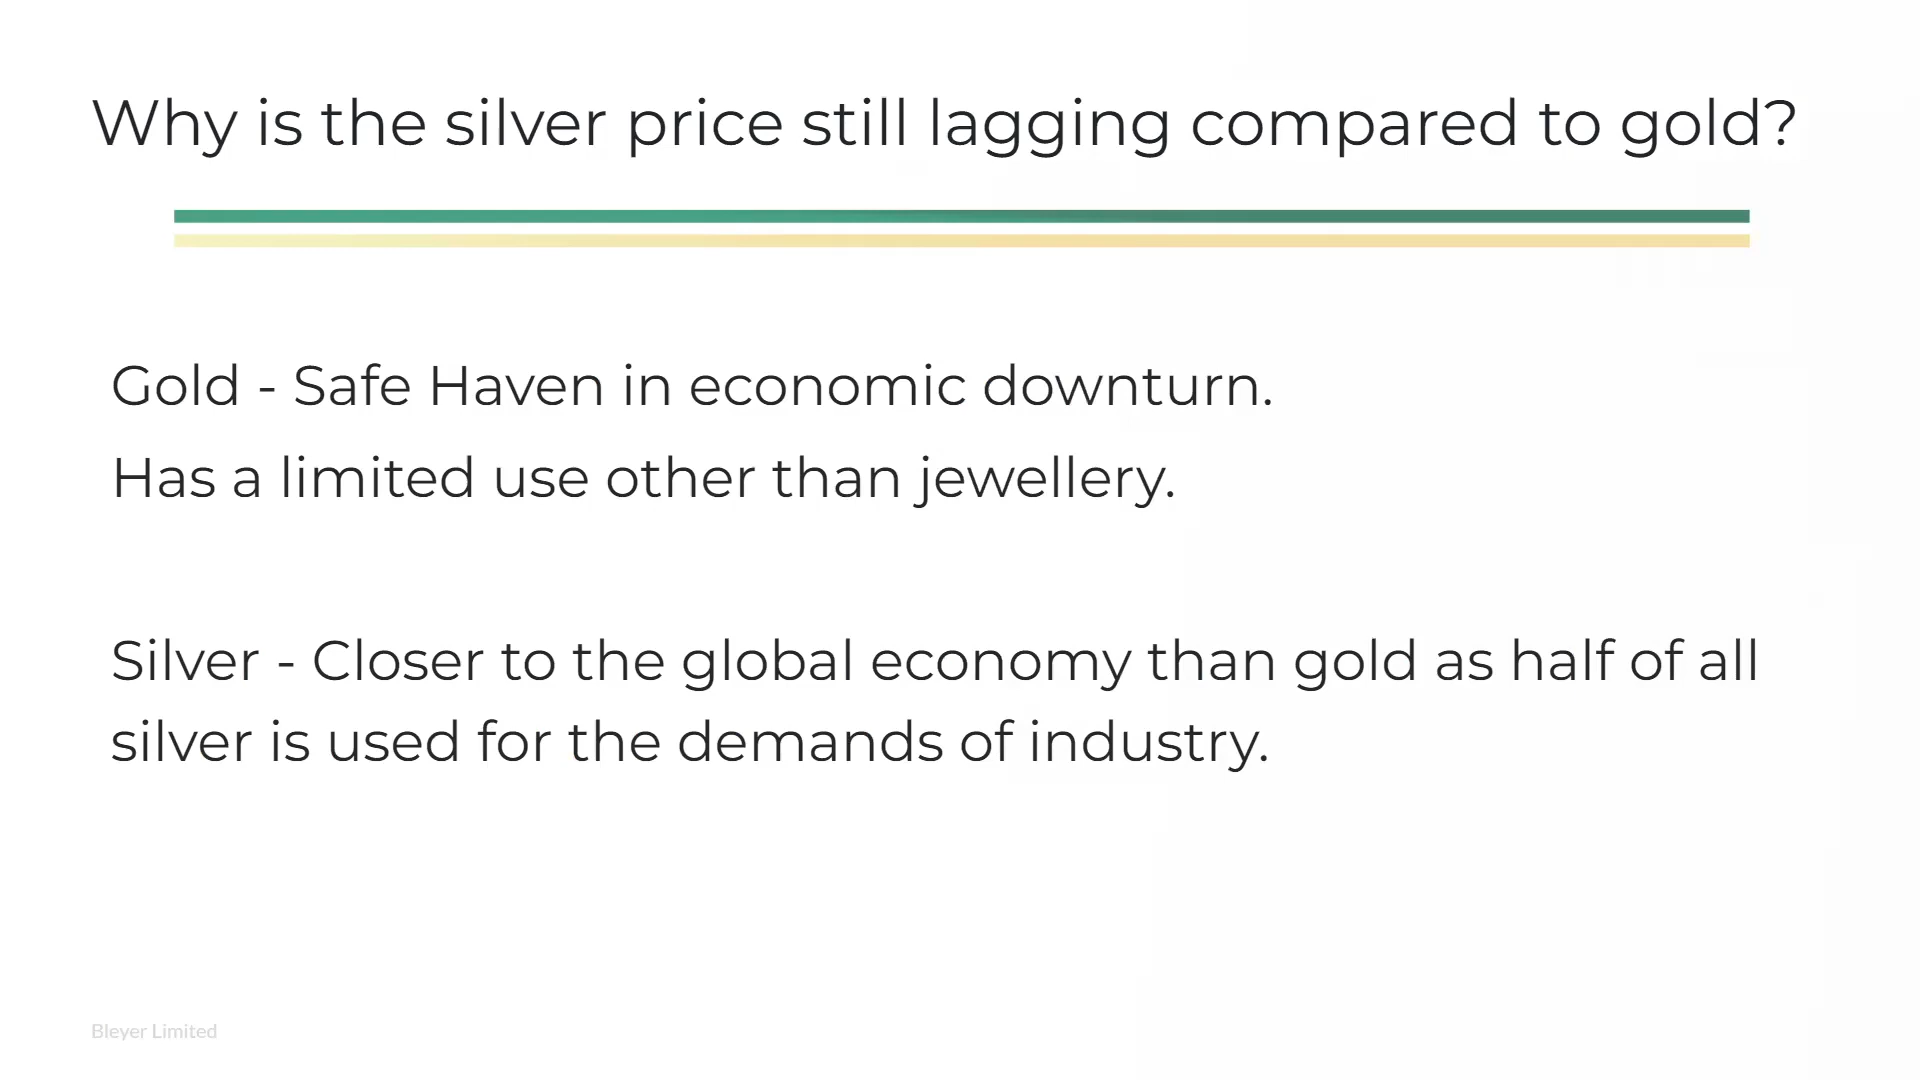 Why is the silver price still lagging compared to gold?
Gold - Safe Haven in economic downturn.
Has a limited use other than jewellery.
Silver - Closer to the global economy than gold as half of all
silver is used for the demands of industry.
Bleyer Limited